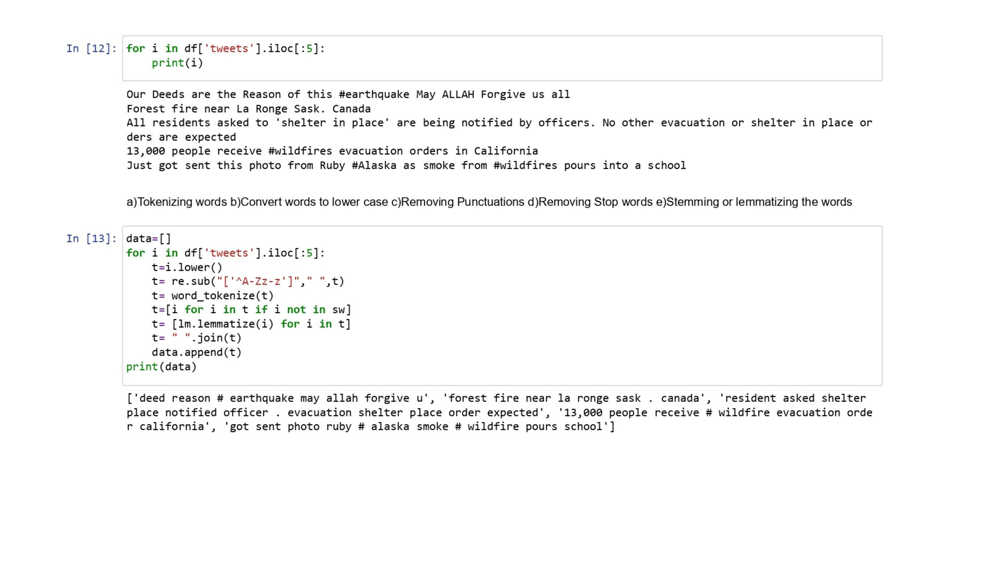 In [12]: for i in df['tweets'].iloc[:5]:
    print(i)
Our Deeds are the Reason of this #earthquake May ALLAH Forgive us all
Forest fire near La Ronge Sask. Canada
All residents asked to 'shelter in place' are being notified by officers. No other evacuation or shelter in place or
ders are expected
13,000 people receive #wildfires evacuation orders in California
Just got sent this photo from Ruby #Alaska as smoke from #wildfires pours into a school
a)Tokenizing words b)Convert words to lower case c)Removing Punctuations d)Removing Stop words e)Stemming or lemmatizing the words
In [13]: data=[]
for i in df['tweets'].iloc[:5]:
    t=i.lower()
    t= re.sub("['^A-Zz-z']"," ",t)
    t= word_tokenize(t)
    t=[i for i in t if i not in sw]
    t= [lm.lemmatize(i) for i in t]
    t= " ".join(t)
    data.append(t)
print(data)
['deed reason # earthquake may allah forgive u', 'forest fire near la ronge sask . canada', 'resident asked shelter
place notified officer . evacuation shelter place order expected', '13,000 people receive # wildfire evacuation orde
r california', 'got sent photo ruby # alaska smoke # wildfire pours school']